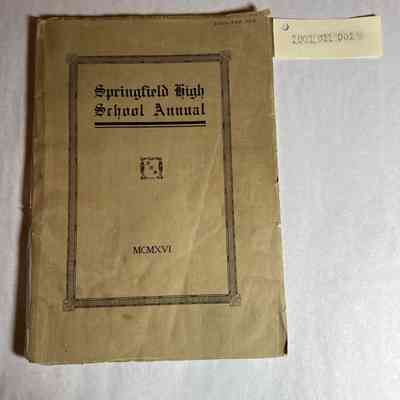 Springfield High
School Annual
MCMXVI